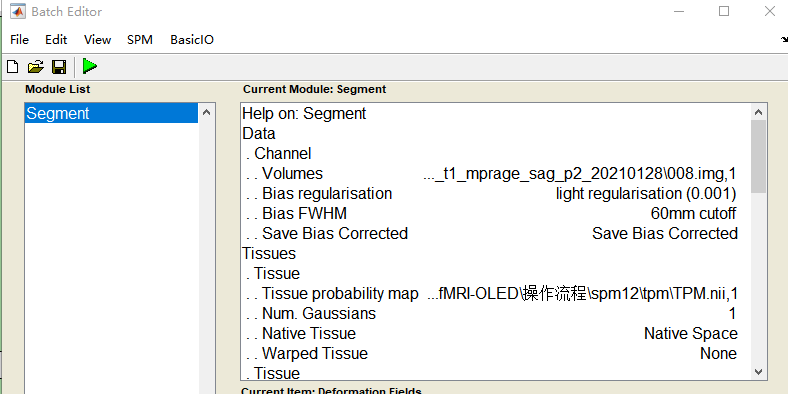 Batch Editor
File Edit View SPM BasicIO
Module List
Current Module: Segment
Segment
Help on: Segment
Data
. Channel
. . Volumes ..._t1_mprage_sag_p2_20210128\008.img,1
. . Bias regularisation light regularisation (0.001)
. . Bias FWHM 60mm cutoff
. . Save Bias Corrected Save Bias Corrected
Tissues
. Tissue
. . Tissue probability map ...fMRI-OLED\操作流程\spm12\tpm\TPM.nii,1
. . Num. Gaussians 1
. . Native Tissue Native Space
. . Warped Tissue None
. Tissue
Current Item: Deformation Fields